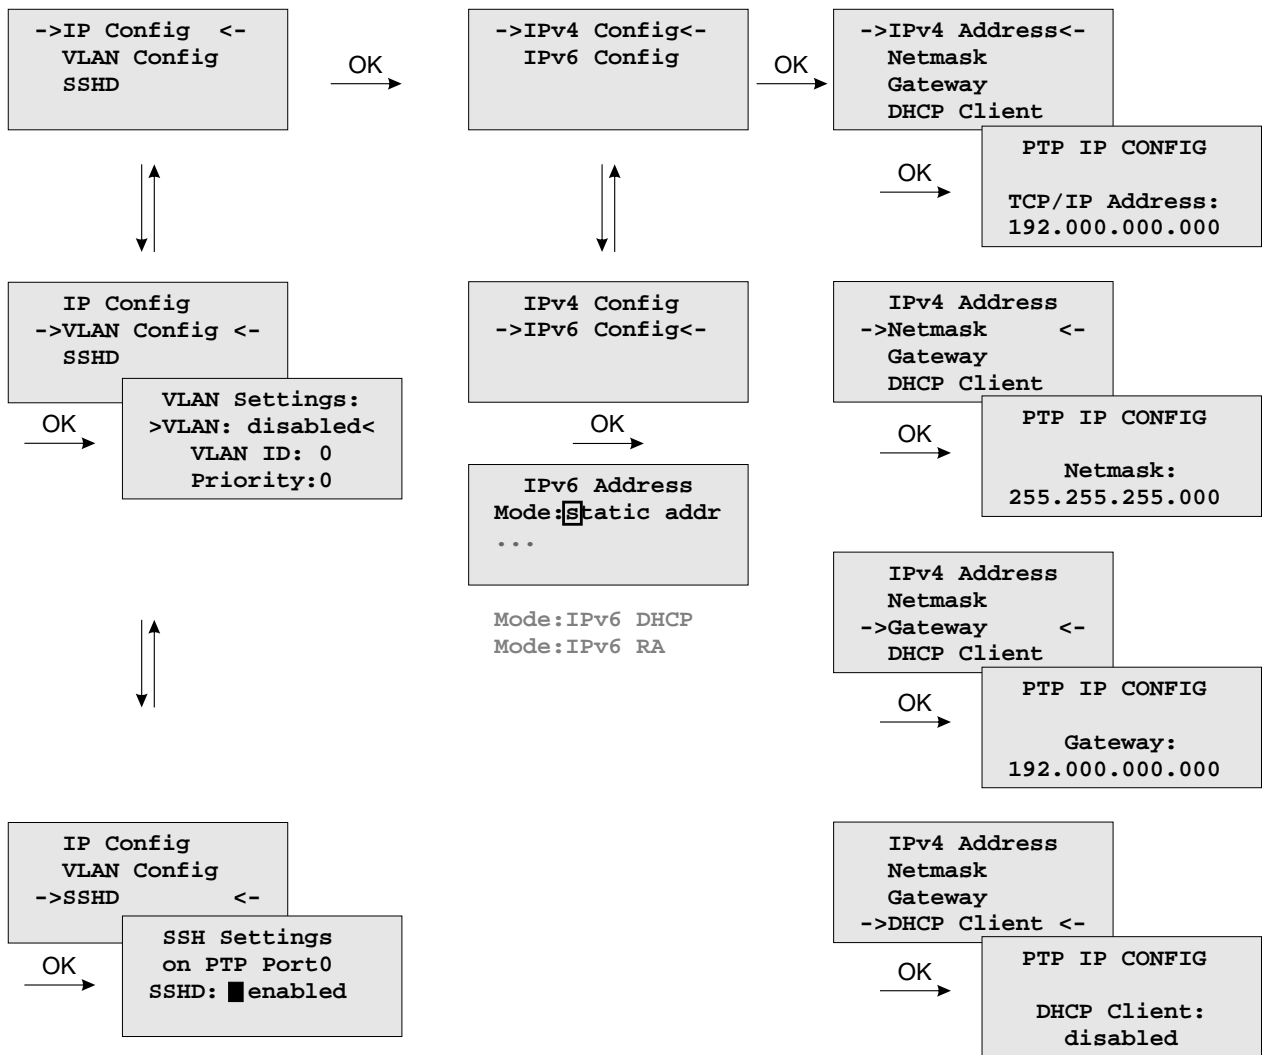 ->IP Config <-
VLAN Config
SSHD
OK
->IPv4 Config<-
IPv6 Config
OK
->IPv4 Address<-
Netmask
Gateway
DHCP Client
OK
PTP IP CONFIG
TCP/IP Address:
192.000.000.000
IP Config
->VLAN Config <-
SSHD
OK
VLAN Settings:
>VLAN: disabled<
VLAN ID: 0
Priority:0
IPv4 Config
->IPv6 Config<-
OK
IPv6 Address
Mode:static addr
...
Mode:IPv6 DHCP
Mode:IPv6 RA
IPv4 Address
->Netmask <-
Gateway
DHCP Client
OK
PTP IP CONFIG
Netmask:
255.255.255.000
IPv4 Address
Netmask
->Gateway <-
DHCP Client
OK
PTP IP CONFIG
Gateway:
192.000.000.000
IP Config
VLAN Config
->SSHD <-
OK
SSH Settings
on PTP Port0
SSHD: enabled
IPv4 Address
Netmask
Gateway
->DHCP Client <-
OK
PTP IP CONFIG
DHCP Client:
disabled